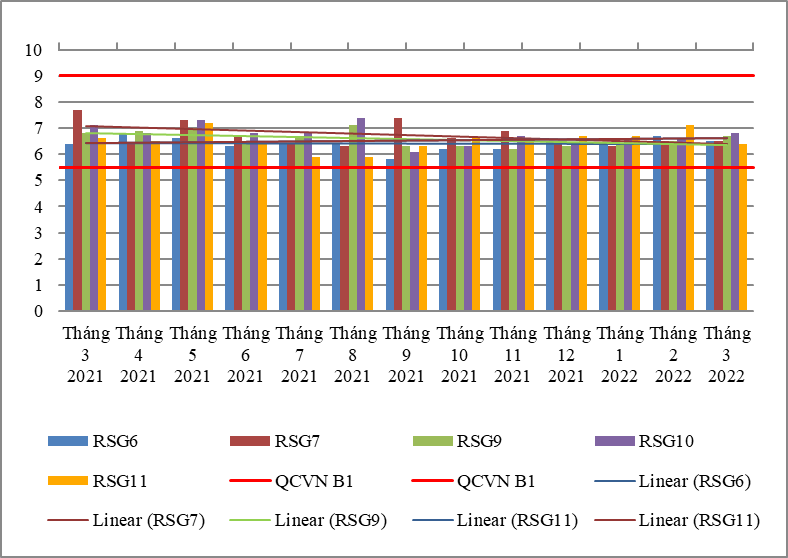 10
9
8
7
6
5
4
3
2
1
0
Tháng Tháng Tháng Tháng Tháng Tháng Tháng Tháng Tháng Tháng Tháng Tháng Tháng
3 4 5 6 7 8 9 10 11 12 1 2 3
2021 2021 2021 2021 2021 2021 2021 2021 2021 2021 2022 2022 2022
RSG6 RSG7 RSG9 RSG10
RSG11 QCVN B1 QCVN B1 Linear (RSG6)
Linear (RSG7) Linear (RSG9) Linear (RSG11) Linear (RSG11)